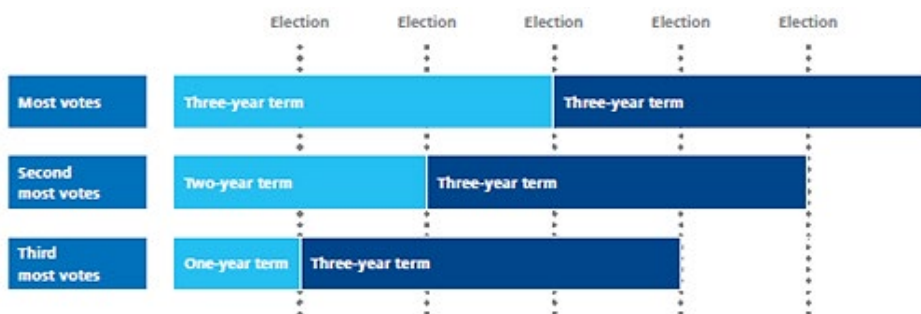 Election Election Election Election Election
Most votes
Three-year term
Three-year term
Second
most votes
Two-year term
Three-year term
Third
most votes
One-year term
Three-year term